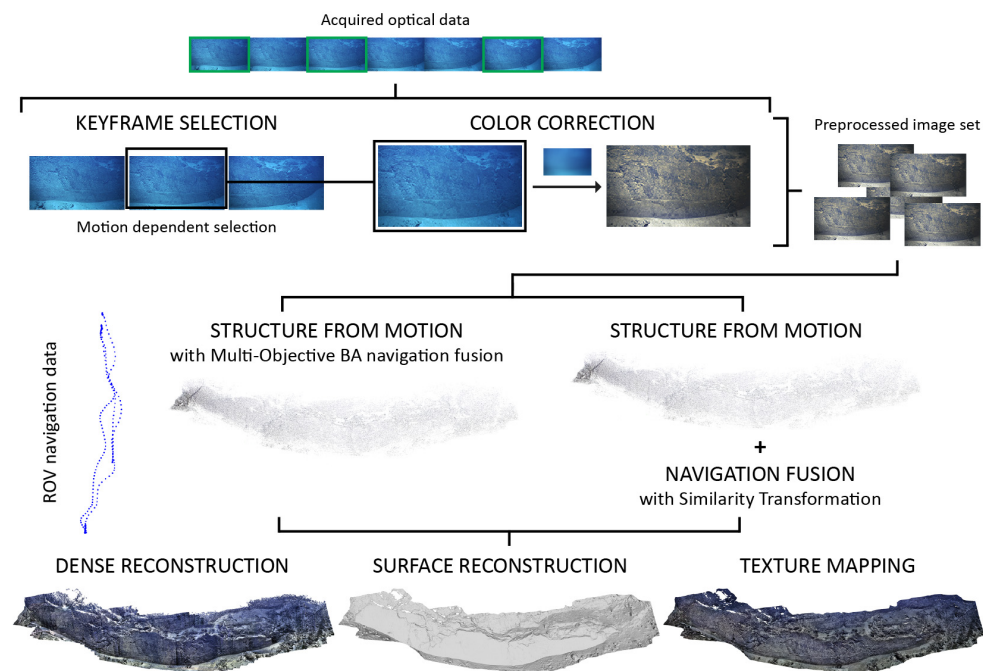 Acquired optical data
KEYFRAME SELECTION
COLOR CORRECTION
Preprocessed image set
Motion dependent selection
ROV navigation data
STRUCTURE FROM MOTION
with Multi-Objective BA navigation fusion
STRUCTURE FROM MOTION
+
NAVIGATION FUSION
with Similarity Transformation
DENSE RECONSTRUCTION
SURFACE RECONSTRUCTION
TEXTURE MAPPING